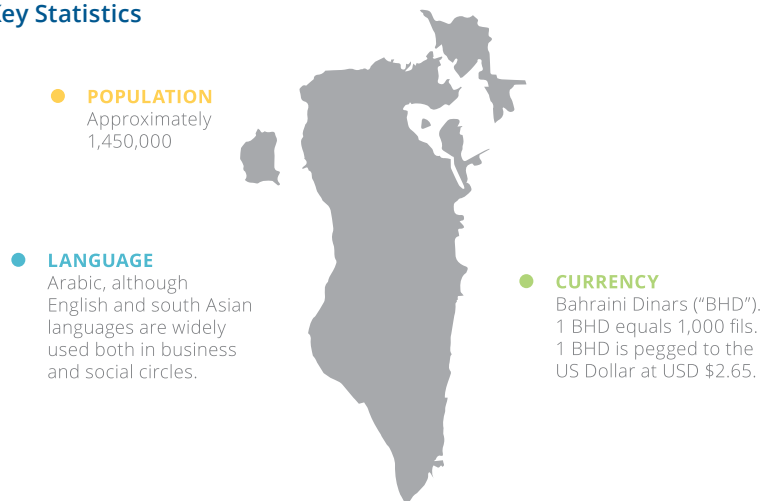 Key Statistics
POPULATION
Approximately
1,450,000
LANGUAGE
Arabic, although
English and south Asian
languages are widely
used both in business
and social circles.
CURRENCY
Bahraini Dinars (“BHD”).
1 BHD equals 1,000 fils.
1 BHD is pegged to the
US Dollar at USD $2.65.